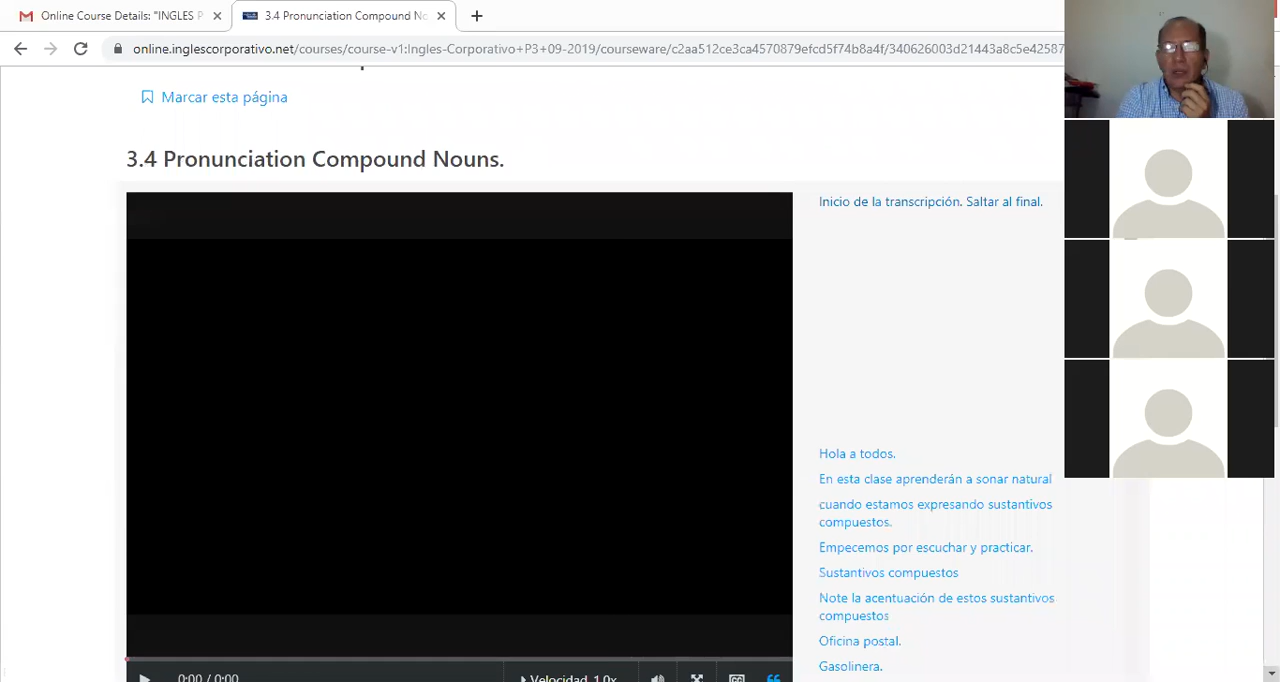 Online Course Details: "INGLES P
3.4 Pronunciation Compound No
online.inglescorporativo.net/courses/course-v1:Ingles-Corporativo+P3+09-2019/courseware/c2aa512ce3ca4570879efcd5f74b8a4f/340626003d21443a8c5e42587
Marcar esta página
3.4 Pronunciation Compound Nouns.
Inicio de la transcripción. Saltar al final.
Hola a todos.
En esta clase aprenderán a sonar natural
cuando estamos expresando sustantivos
compuestos.
Empecemos por escuchar y practicar.
Sustantivos compuestos
Note la acentuación de estos sustantivos
compuestos
Oficina postal.
Gasolinera.
0:00 / 0:00
Velocidad 1.0x